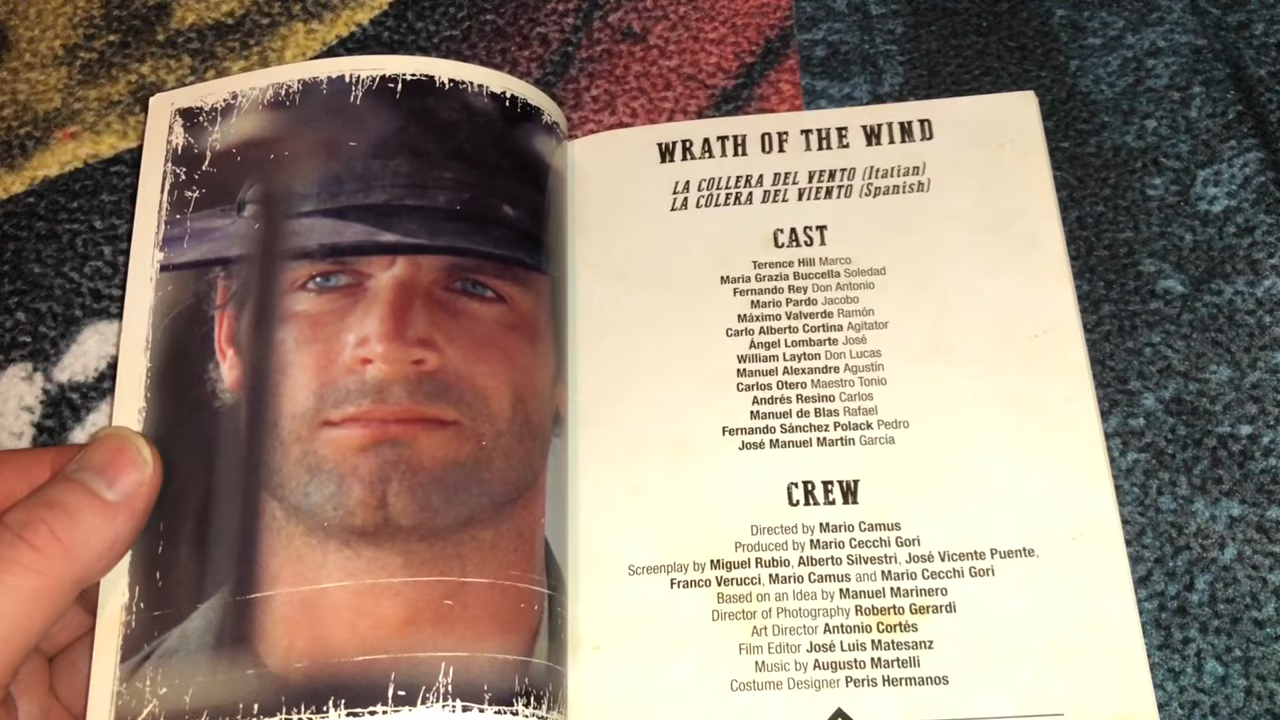 WRATH OF THE WIND
LA COLLERA DEL VENTO (Italian)
LA CÓLERA DEL VIENTO (Spanish)
CAST
Terence Hill Marco
Maria Grazia Buccella Soledad
Fernando Rey Don Antonio
Mario Pardo Jacobo
Máximo Valverde Ramón
Carlo Alberto Cortina Agitator
Ángel Lombarte José
William Layton Don Lucas
Manuel Alexandre Agustín
Carlos Otero Maestro Tonio
Andrés Resino Carlos
Manuel de Blas Rafael
Fernando Sánchez Polack Pedro
José Manuel Martín García
CREW
Directed by Mario Camus
Produced by Mario Cecchi Gori
Screenplay by Miguel Rubio, Alberto Silvestri, José Vicente Puente,
Franco Verucci, Mario Camus and Mario Cecchi Gori
Based on an Idea by Manuel Marinero
Director of Photography Roberto Gerardi
Art Director Antonio Cortés
Film Editor José Luis Matesanz
Music by Augusto Martelli
Costume Designer Peris Hermanos